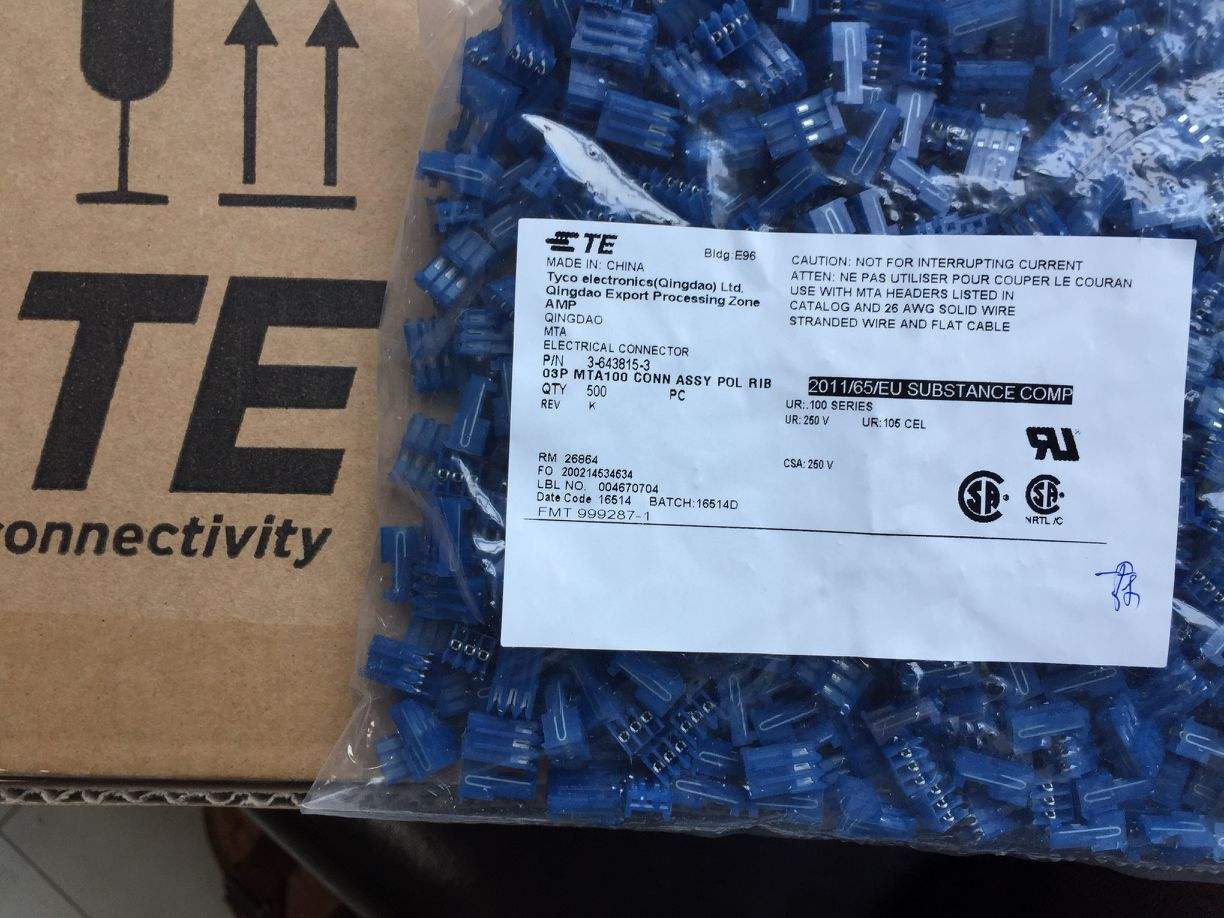 TE
onnectivity
TE
Bldg:E96
MADE IN: CHINA
Tyco electronics(Qingdao) Ltd.
Qingdao Export Processing Zone
AMP
QINGDAO
MTA
ELECTRICAL CONNECTOR
P/N 3-643815-3
03P MTA100 CONN ASSY POL RIB
QTY 500 PC
REV K
RM 26864
FO 200214534634
LBL NO. 004670704
Date Code 16514 BATCH:16514D
FMT 999287-1
CAUTION: NOT FOR INTERRUPTING CURRENT
ATTEN: NE PAS UTILISER POUR COUPER LE COURAN
USE WITH MTA HEADERS LISTED IN
CATALOG AND 26 AWG SOLID WIRE
STRANDED WIRE AND FLAT CABLE
2011/65/EU SUBSTANCE COMP
UR:.100 SERIES
UR: 250 V UR:105 CEL
CSA: 250 V
RU
SA SA
NRTL /C